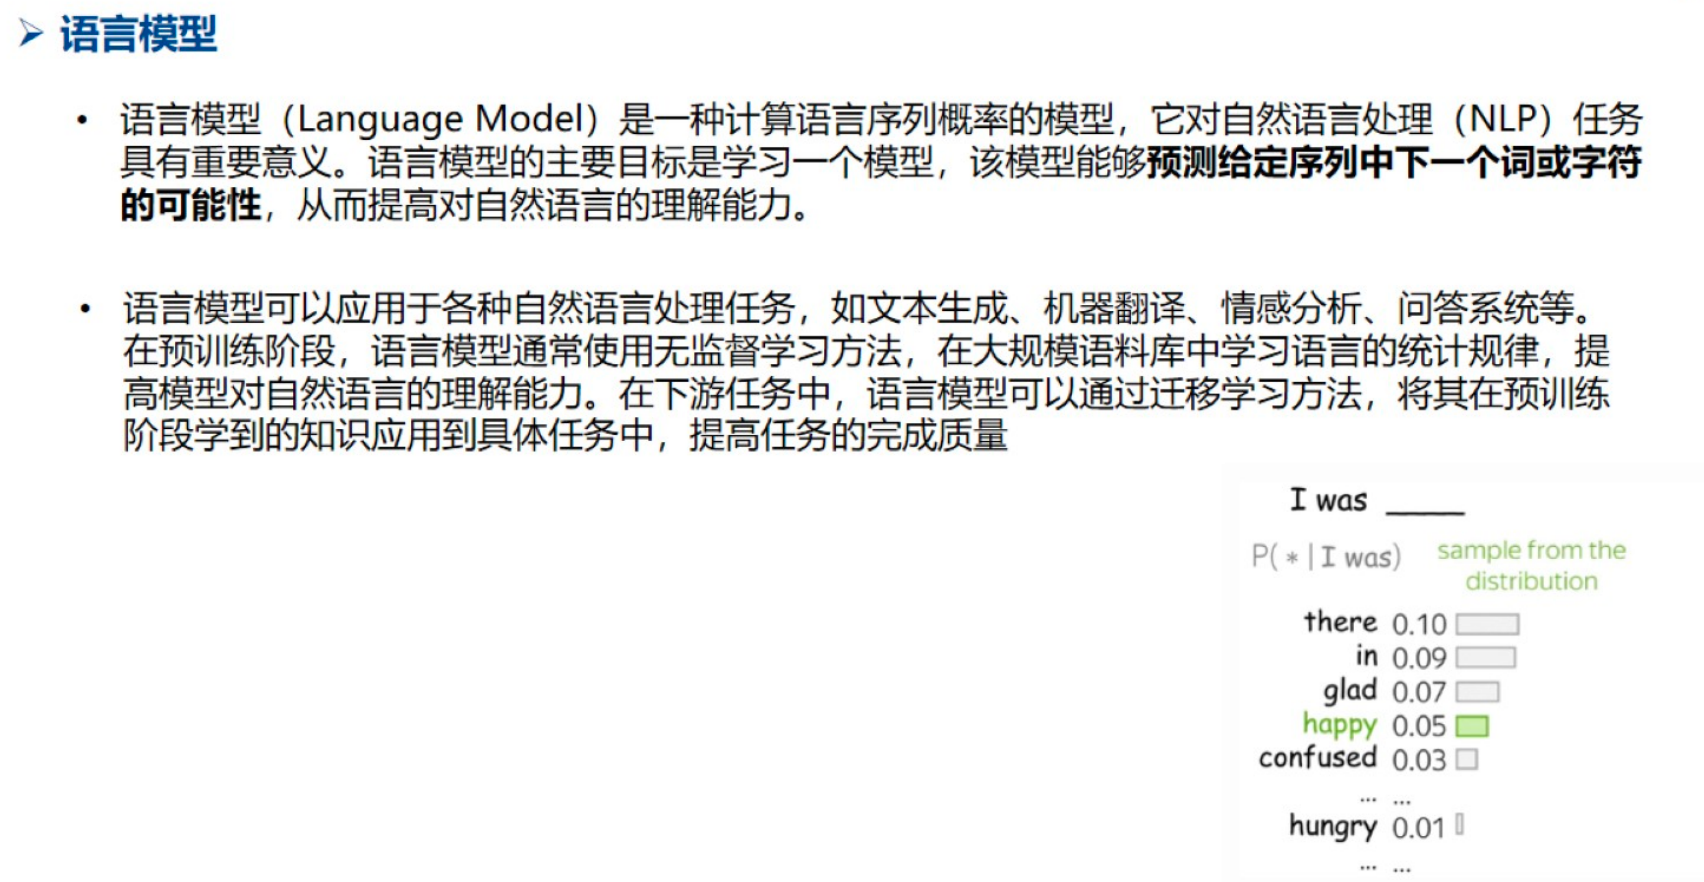 语言模型
语言模型（Language Model）是一种计算语言序列概率的模型，它对自然语言处理（NLP）任务
具有重要意义。语言模型的主要目标是学习一个模型，该模型能够预测给定序列中下一个词或字符
的可能性，从而提高对自然语言的理解能力。
语言模型可以应用于各种自然语言处理任务，如文本生成、机器翻译、情感分析、问答系统等。
在预训练阶段，语言模型通常使用无监督学习方法，在大规模语料库中学习语言的统计规律，提
高模型对自然语言的理解能力。在下游任务中，语言模型可以通过迁移学习方法，将其在预训练
阶段学到的知识应用到具体任务中，提高任务的完成质量
I was ____
P( * | I was)
sample from the
distribution
there 0.10
in 0.09
glad 0.07
happy 0.05
confused 0.03
... ...
hungry 0.01
... ...